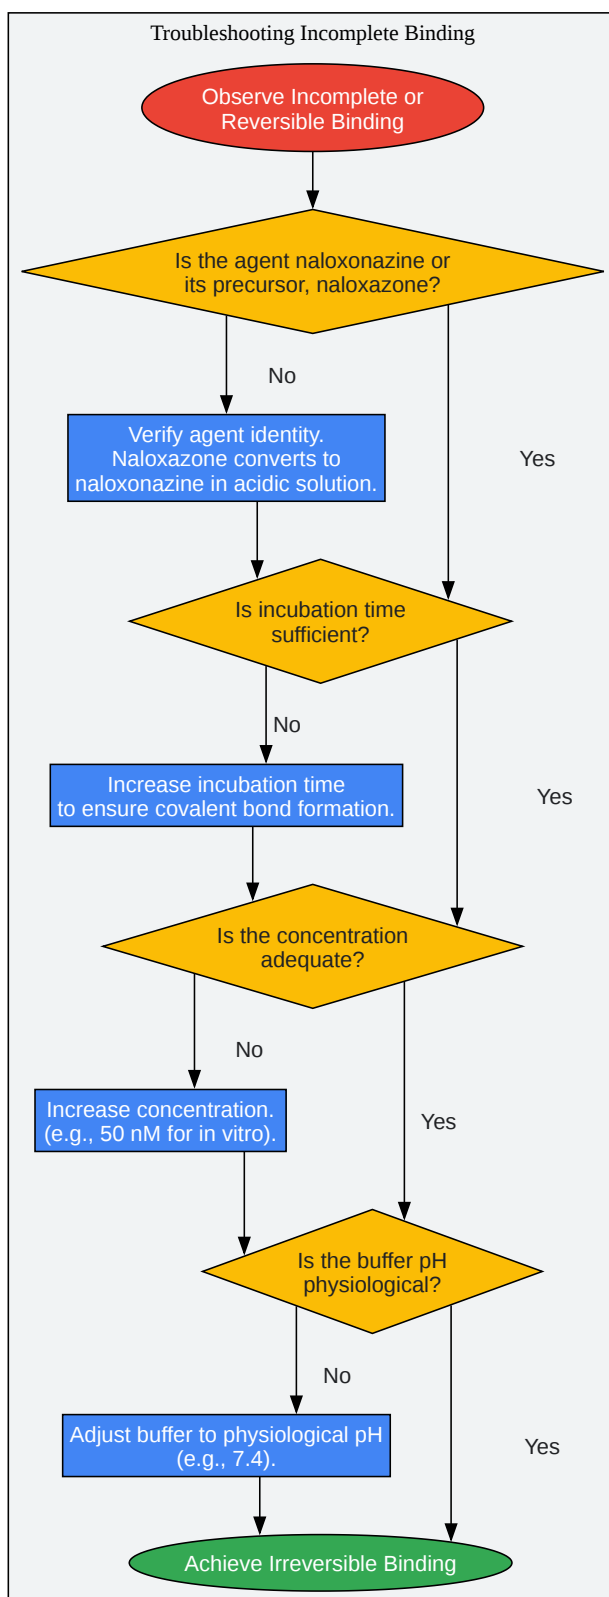 Troubleshooting Incomplete Binding
Observe Incomplete or
Reversible Binding
Is the agent naloxonazine or
its precursor, naloxazone?
No
Verify agent identity.
Naloxazone converts to
naloxonazine in acidic solution.
Yes
Is incubation time
sufficient?
No
Increase incubation time
to ensure covalent bond formation.
Yes
Is the concentration
adequate?
No
Increase concentration.
(e.g., 50 nM for in vitro).
Yes
Is the buffer pH
physiological?
No
Adjust buffer to physiological pH
(e.g., 7.4).
Yes
Achieve Irreversible Binding